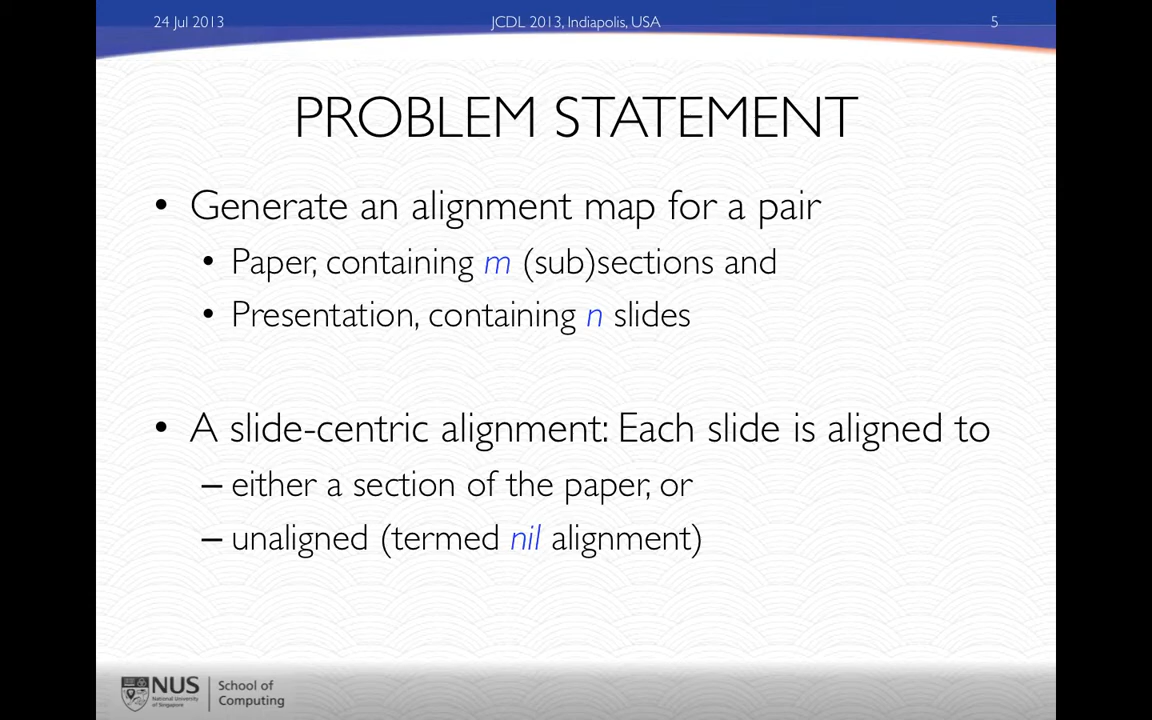 24 Jul 2013 JCDL 2013, Indiapolis, USA 5
PROBLEM STATEMENT
• Generate an alignment map for a pair
• Paper, containing m (sub)sections and
• Presentation, containing n slides
• A slide-centric alignment: Each slide is aligned to
– either a section of the paper, or
– unaligned (termed nil alignment)
NUS
National University
of Singapore
School of
Computing